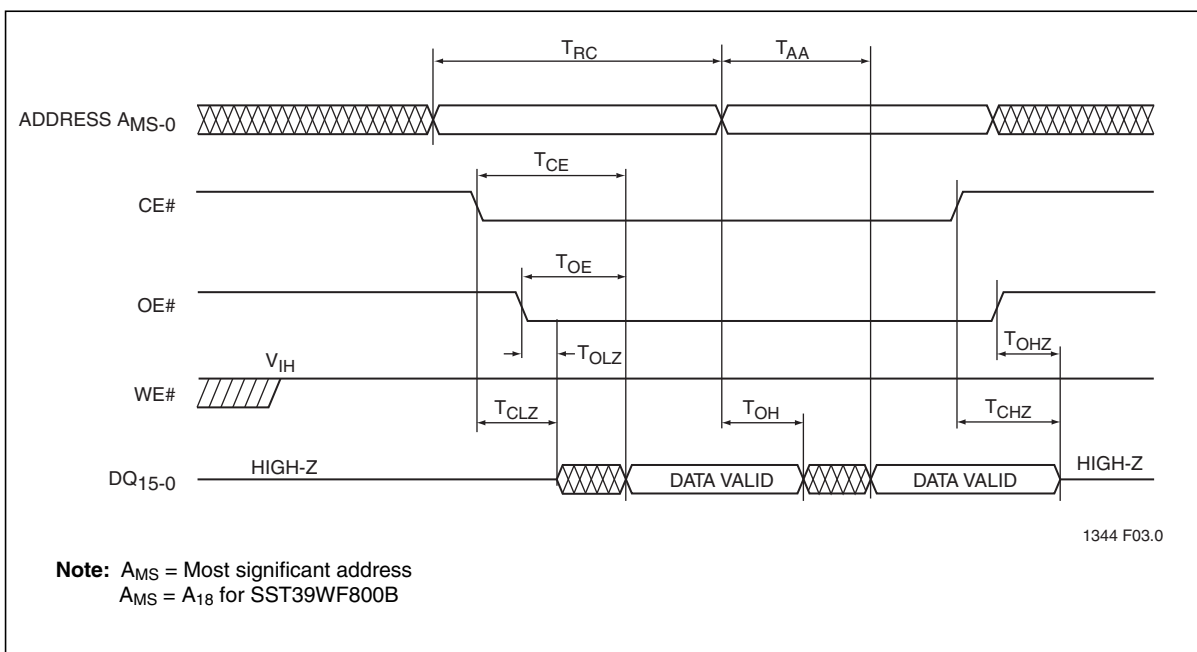 TRC
TAA
ADDRESS AMS-0
TCE
CE#
TOE
OE#
TOLZ
TOHZ
VIH
WE#
TCLZ
TOH
TCHZ
HIGH-Z
HIGH-Z
DQ15-0
DATA VALID
DATA VALID
1344 F03.0
Note: AMS = Most significant address
AMS = A18 for SST39WF800B